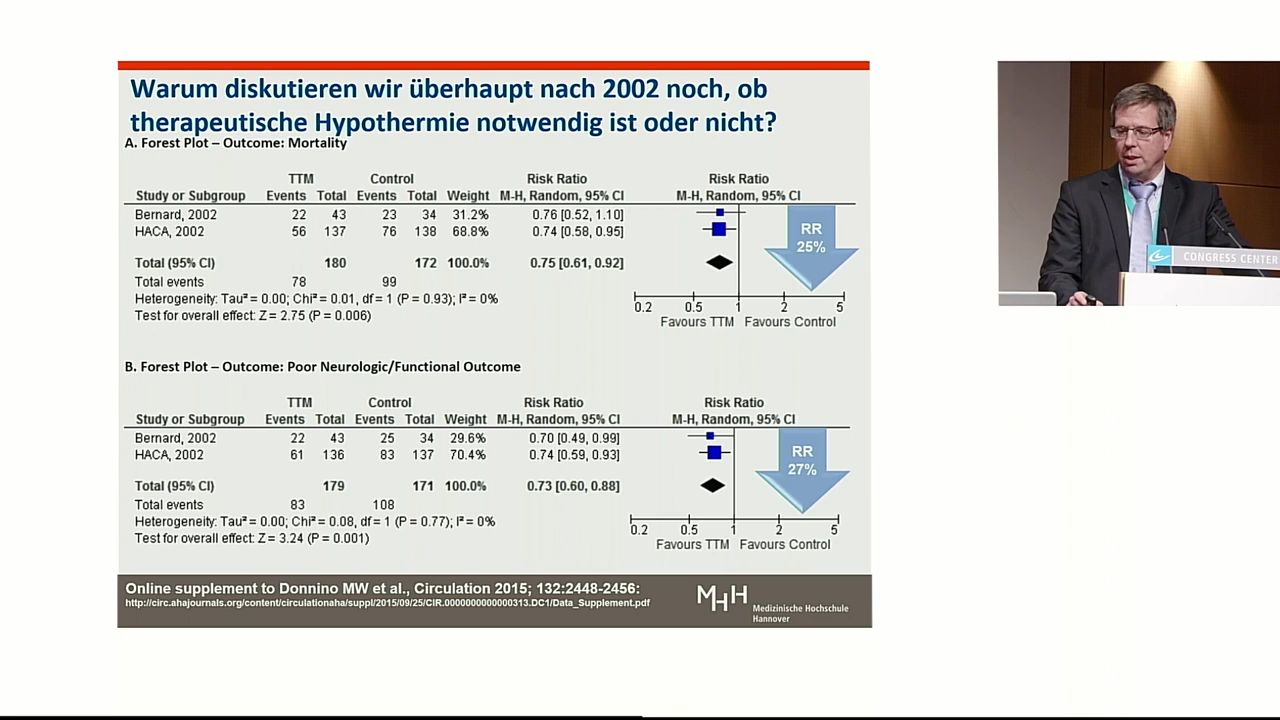 Warum diskutieren wir überhaupt nach 2002 noch, ob
therapeutische Hypothermie notwendig ist oder nicht?
A. Forest Plot – Outcome: Mortality
TTM Control Risk Ratio Risk Ratio
Study or Subgroup Events Total Events Total Weight M-H, Random, 95% CI M-H, Random, 95% CI
Bernard, 2002 22 43 23 34 31.2% 0.76 [0.52, 1.10]
HACA, 2002 56 137 76 138 68.8% 0.74 [0.58, 0.95]
RR
25%
Total (95% CI) 180 172 100.0% 0.75 [0.61, 0.92]
Total events 78 99
Heterogeneity: Tau² = 0.00; Chi² = 0.01, df = 1 (P = 0.93); I² = 0%
Test for overall effect: Z = 2.75 (P = 0.006)
0.2 0.5 1 2 5
Favours TTM Favours Control
B. Forest Plot – Outcome: Poor Neurologic/Functional Outcome
TTM Control Risk Ratio Risk Ratio
Study or Subgroup Events Total Events Total Weight M-H, Random, 95% CI M-H, Random, 95% CI
Bernard, 2002 22 43 25 34 29.6% 0.70 [0.49, 0.99]
HACA, 2002 61 136 83 137 70.4% 0.74 [0.59, 0.93]
RR
27%
Total (95% CI) 179 171 100.0% 0.73 [0.60, 0.88]
Total events 83 108
Heterogeneity: Tau² = 0.00; Chi² = 0.08, df = 1 (P = 0.77); I² = 0%
Test for overall effect: Z = 3.24 (P = 0.001)
0.2 0.5 1 2 5
Favours TTM Favours Control
Online supplement to Donnino MW et al., Circulation 2015; 132:2448-2456:
http://circ.ahajournals.org/content/circulationaha/suppl/2015/09/25/CIR.0000000000000313.DC1/Data_Supplement.pdf
MHH
Medizinische Hochschule
Hannover
CONGRESS CENTER